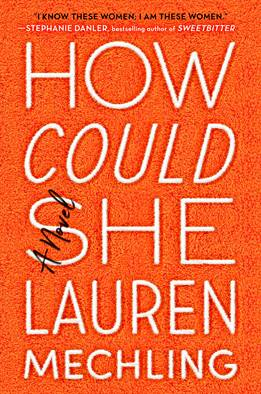 "I KNOW THESE WOMEN; I AM THESE WOMEN."
—STEPHANIE DANLER, bestselling author of SWEETBITTER
HOW
COULD
SHE
A Novel
LAUREN
MECHLING